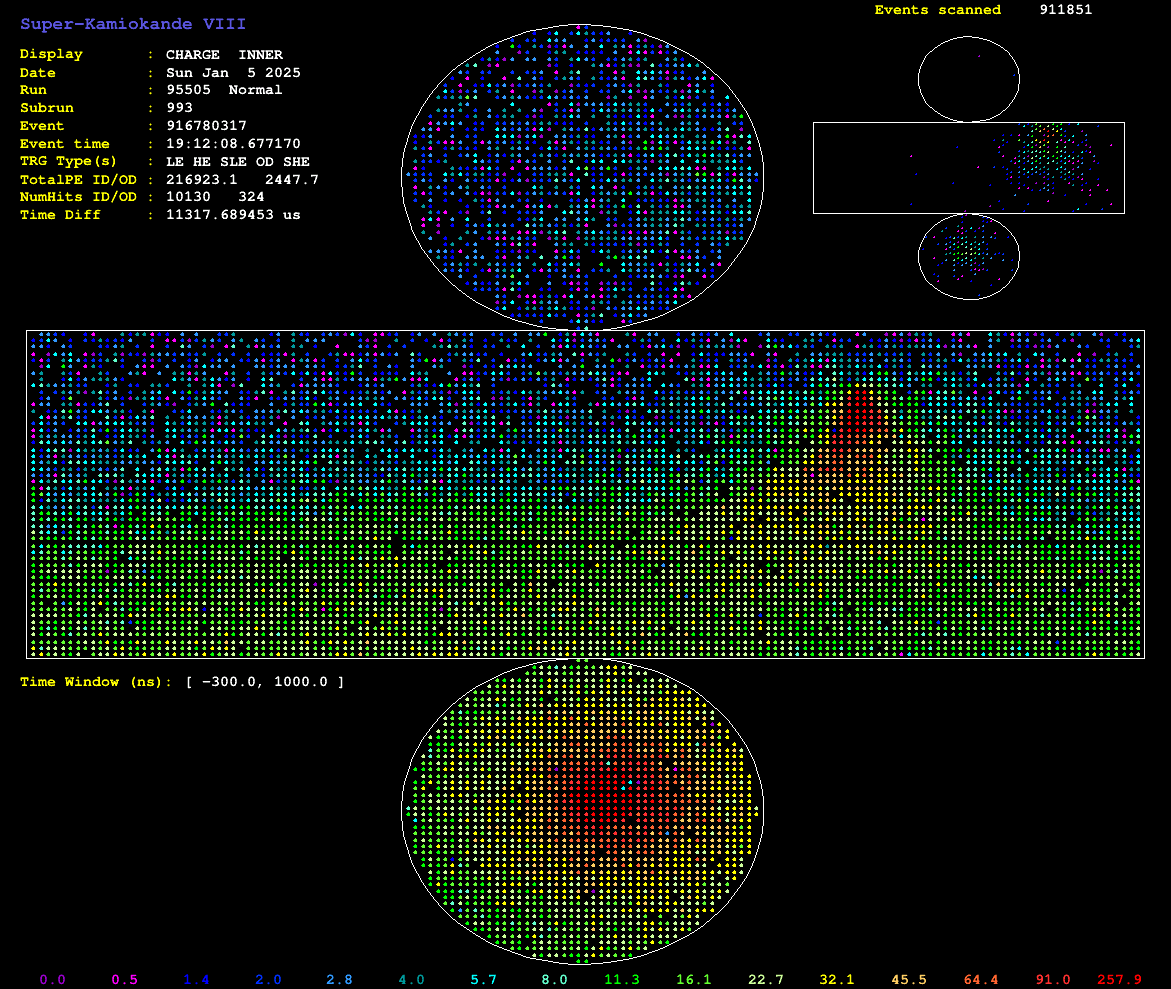 Super-Kamiokande VIII
Events scanned 911851
Display : CHARGE INNER
Date : Sun Jan 5 2025
Run : 95505 Normal
Subrun : 993
Event : 916780317
Event time : 19:12:08.677170
TRG Type(s) : LE HE SLE OD SHE
TotalPE ID/OD : 216923.1 2447.7
NumHits ID/OD : 10130 324
Time Diff : 11317.689453 us
Time Window (ns): [ -300.0, 1000.0 ]
0.0 0.5 1.4 2.0 2.8 4.0 5.7 8.0 11.3 16.1 22.7 32.1 45.5 64.4 91.0 257.9